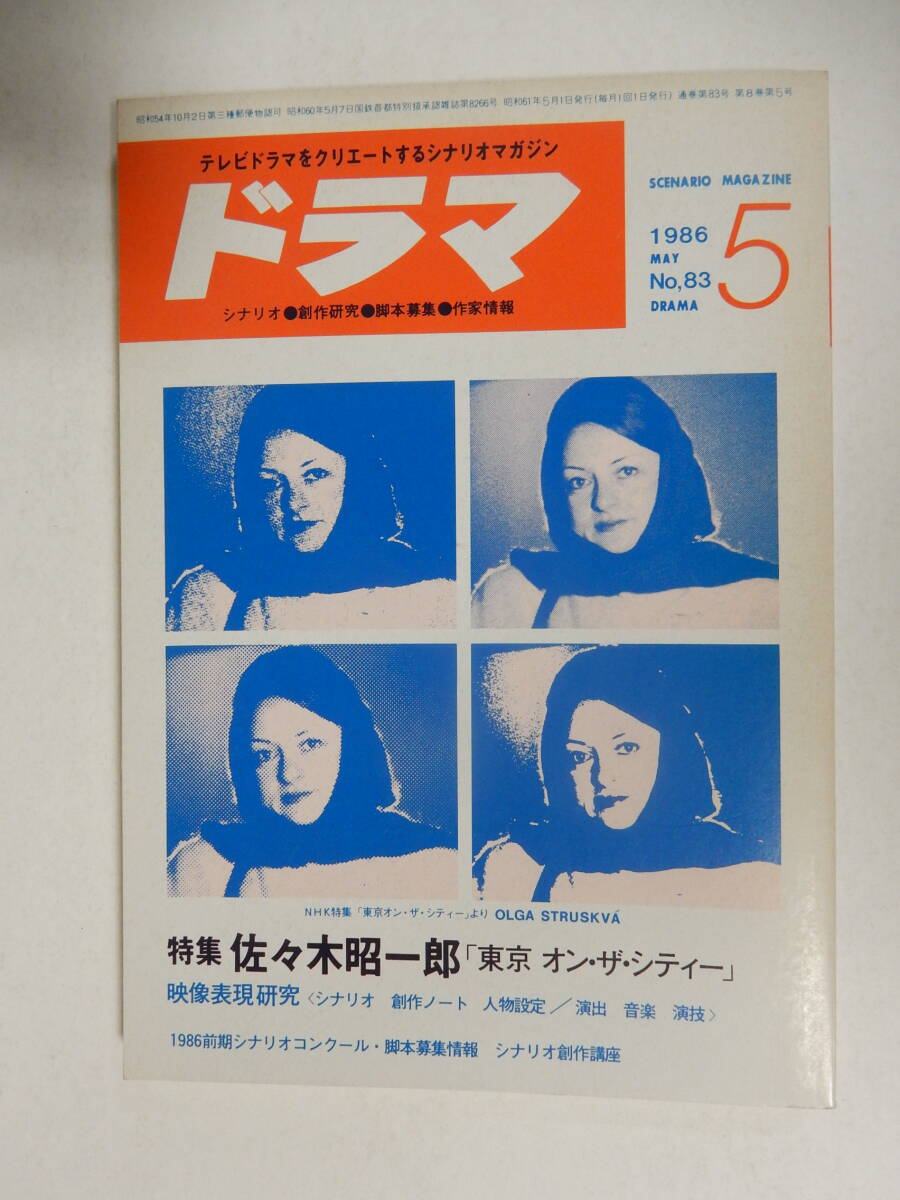 昭和54年10月2日第三種郵便物認可 昭和60年5月7日国鉄首都特別扱承認雑誌第8266号 昭和61年5月1日発行(毎月1回1日発行) 通巻第83号 第8巻第5号
テレビドラマをクリエートするシナリオマガジン
ドラマ
シナリオ●創作研究●脚本募集●作家情報
SCENARIO MAGAZINE
1986
MAY
No,83
DRAMA
5
NHK特集「東京オン・ザ・シティー」より OLGA STRUSKVÁ
特集 佐々木昭一郎「東京 オン・ザ・シティー」
映像表現研究〈シナリオ 創作ノート 人物設定／演出 音楽 演技〉
1986前期シナリオコンクール・脚本募集情報 シナリオ創作講座